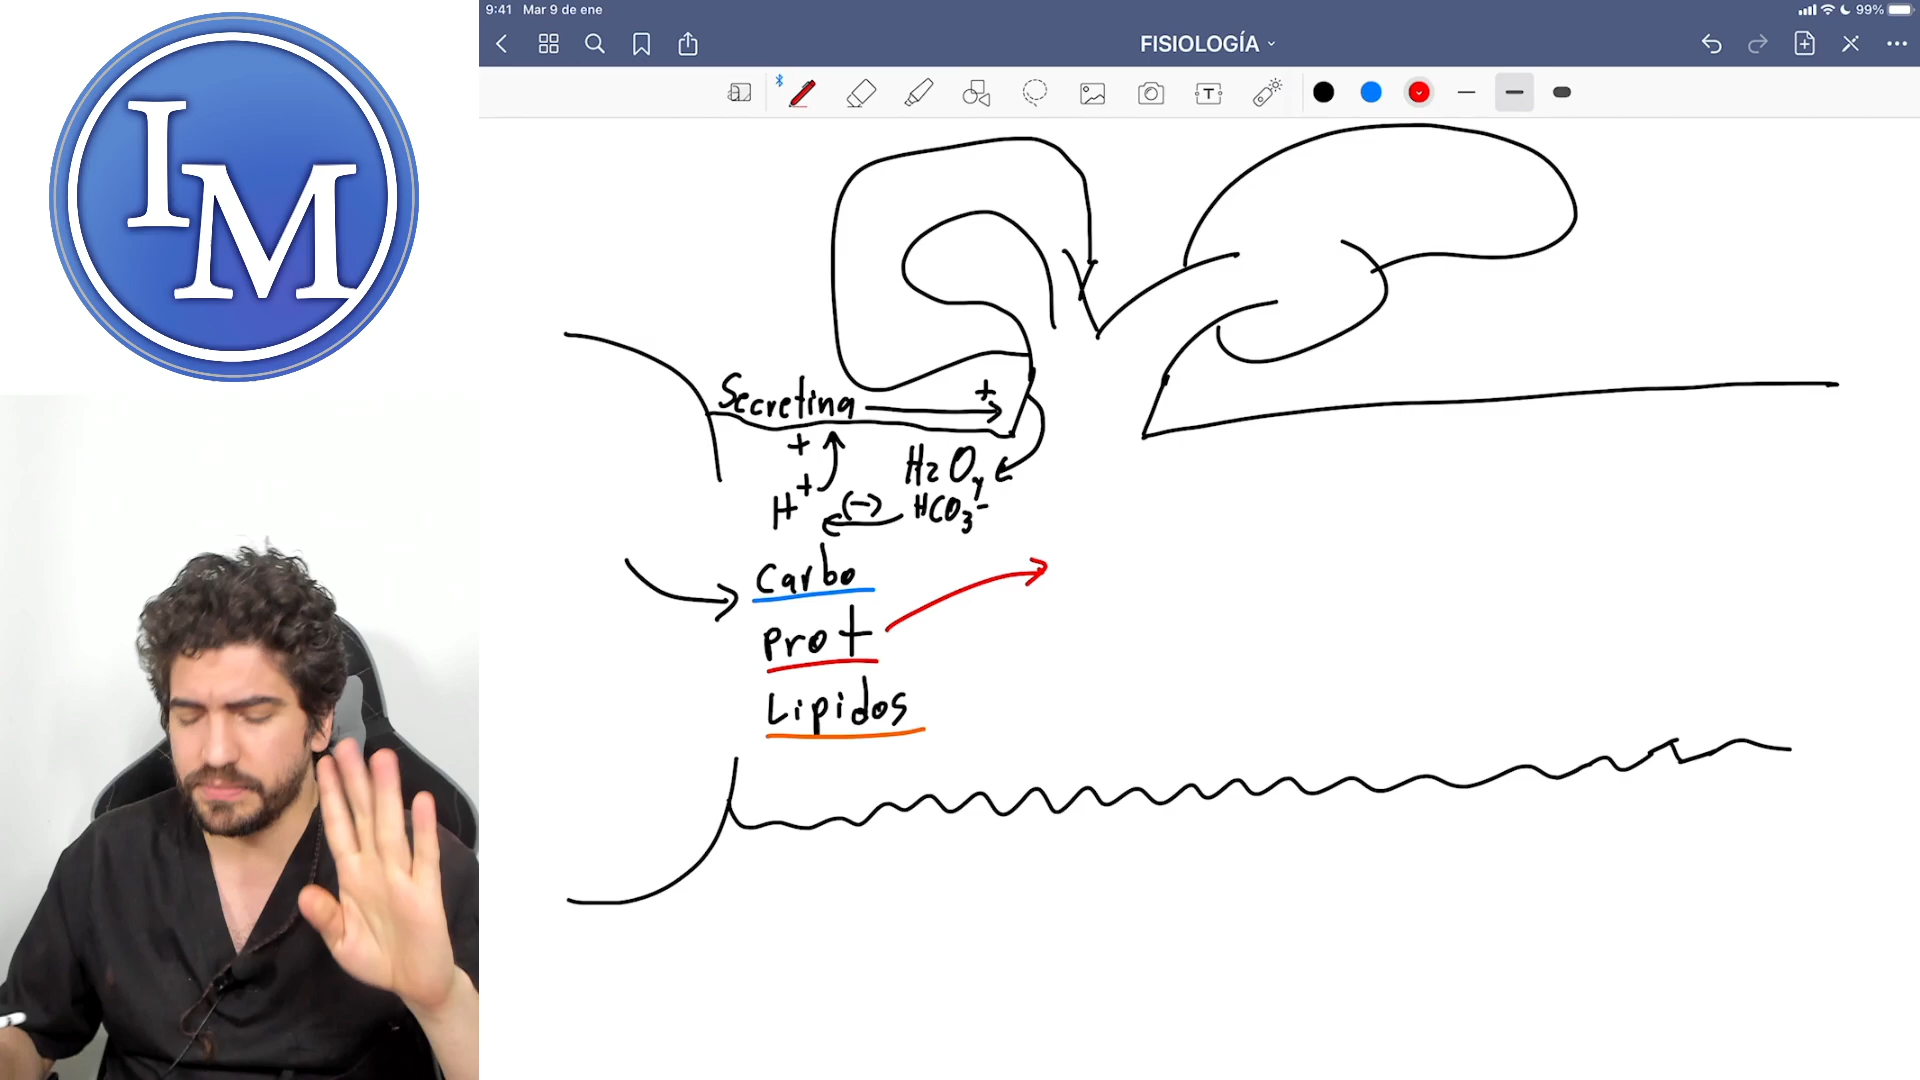 IM
9:41 Mar 9 de ene
99%
FISIOLOGÍA
T
Secretina +
+
H+
H2O y
(-) HCO3-
Carbo
Prot
Lipidos